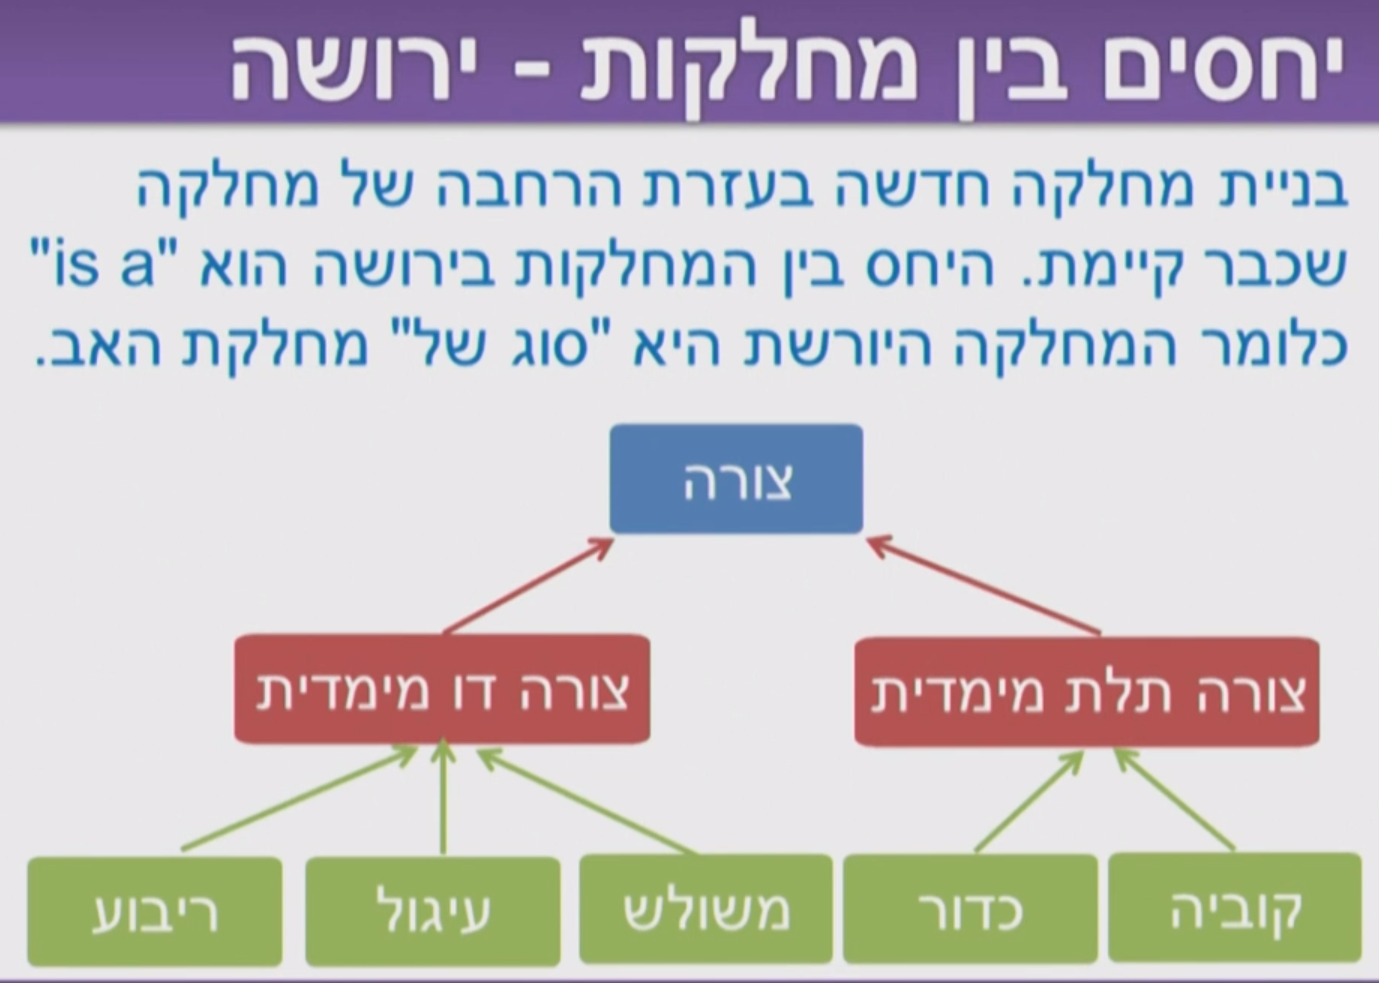 יחסים בין מחלקות - ירושה
בניית מחלקה חדשה בעזרת הרחבה של מחלקה
שכבר קיימת. היחס בין המחלקות בירושה הוא "is a"
כלומר המחלקה היורשת היא "סוג של" מחלקת האב.
צורה
צורה תלת מימדית
צורה דו מימדית
קוביה
כדור
משולש
עיגול
ריבוע